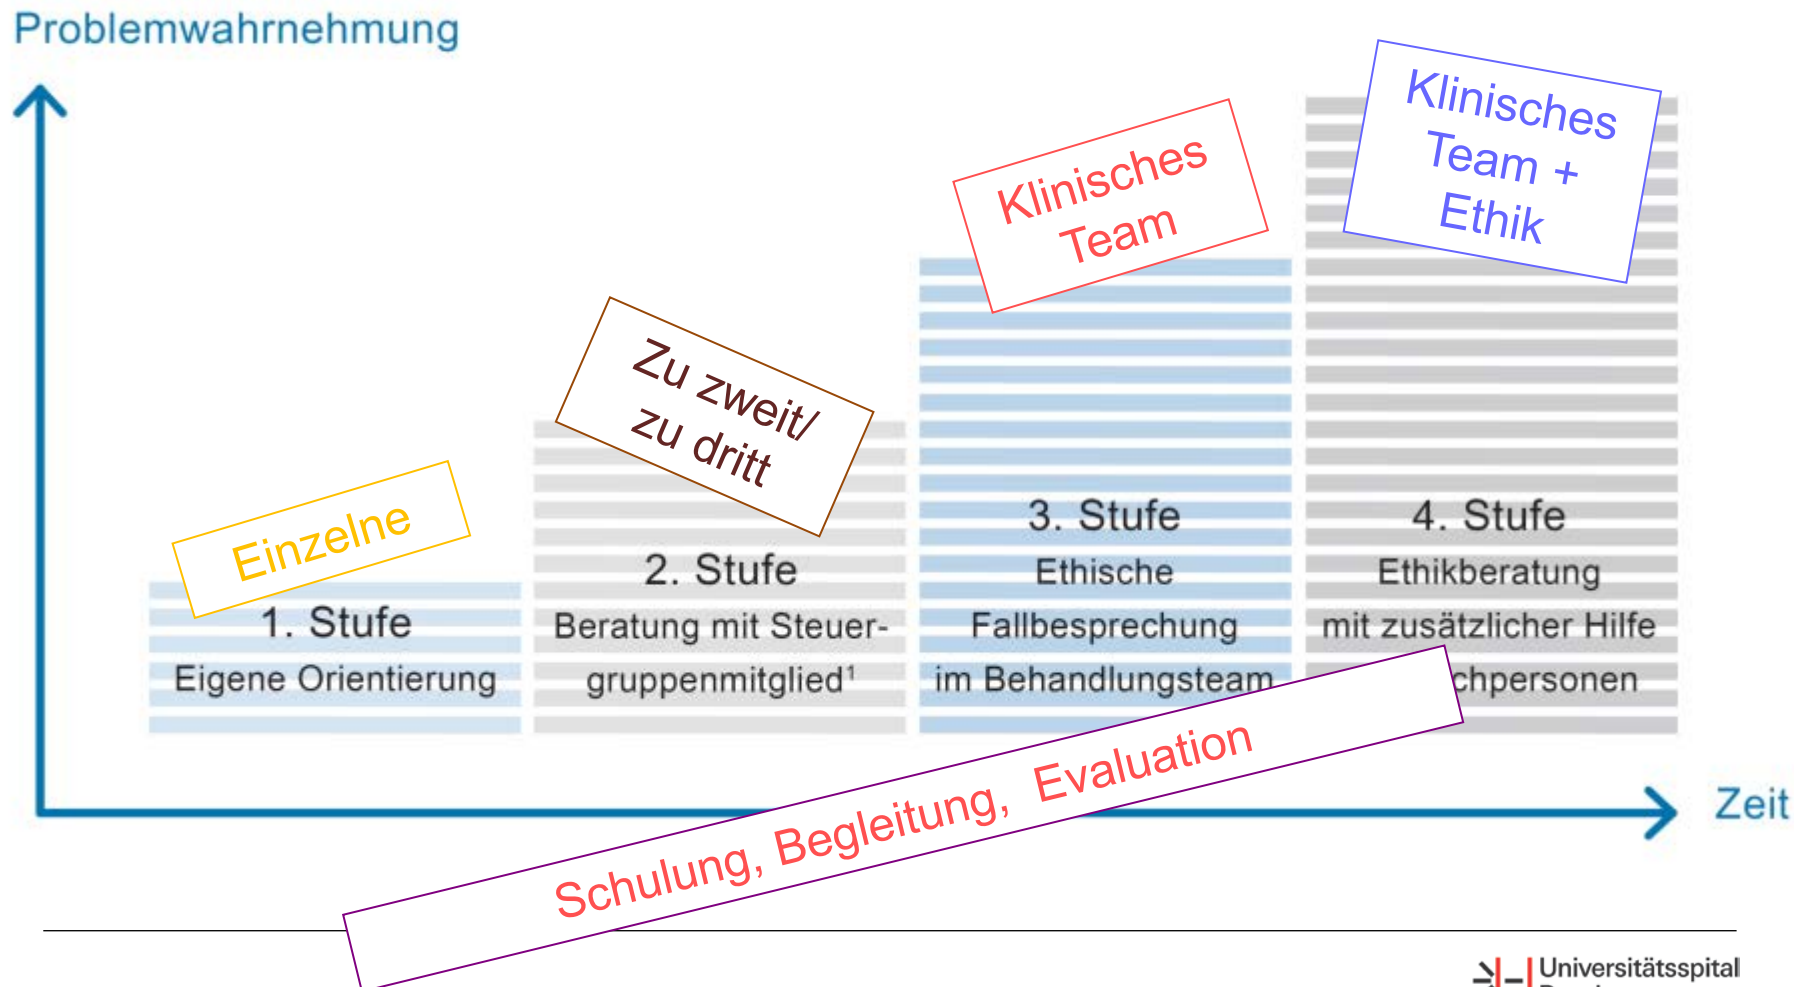 Problemwahrnehmung
Klinisches
Team +
Ethik
Klinisches
Team
Zu zweit/
zu dritt
Einzelne
1. Stufe
Eigene Orientierung
2. Stufe
Beratung mit Steuer-
gruppenmitglied¹
3. Stufe
Ethische
Fallbesprechung
im Behandlungsteam
4. Stufe
Ethikberatung
mit zusätzlicher Hilfe
chpersonen
Zeit
Schulung, Begleitung, Evaluation
Universitätsspital